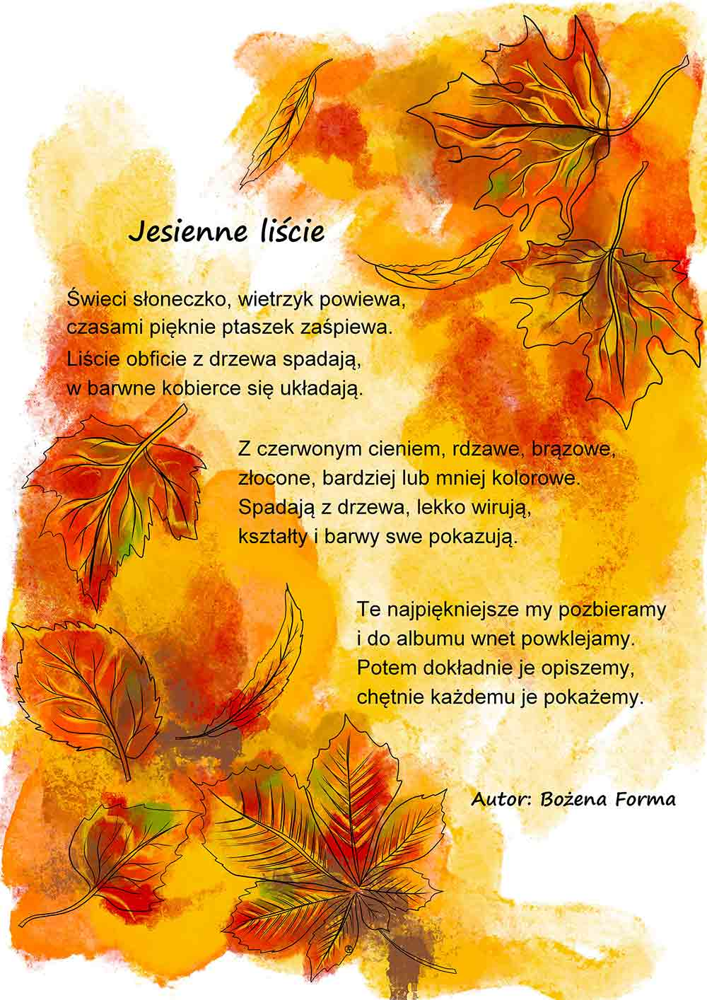 Jesienne liście
Świeci słoneczko, wietrzyk powiewa,
czasami pięknie ptaszek zaśpiewa.
Liście obficie z drzewa spadają,
w barwne kobierce się układają.
Z czerwonym cieniem, rdzawe, brązowe,
złocone, bardziej lub mniej kolorowe.
Spadają z drzewa, lekko wirują,
kształty i barwy swe pokazują.
Te najpiękniejsze my pozbieramy
i do albumu wnet powklejamy.
Potem dokładnie je opiszemy,
chętnie każdemu je pokażemy.
Autor: Bożena Forma